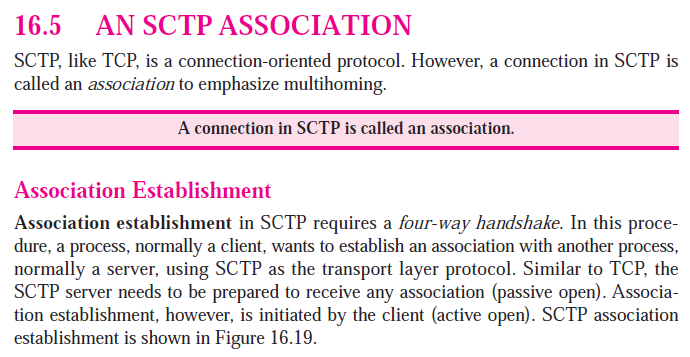 16.5 AN SCTP ASSOCIATION
SCTP, like TCP, is a connection-oriented protocol. However, a connection in SCTP is
called an association to emphasize multihoming.
A connection in SCTP is called an association.
Association Establishment
Association establishment in SCTP requires a four-way handshake. In this proce-
dure, a process, normally a client, wants to establish an association with another process,
normally a server, using SCTP as the transport layer protocol. Similar to TCP, the
SCTP server needs to be prepared to receive any association (passive open). Associa-
tion establishment, however, is initiated by the client (active open). SCTP association
establishment is shown in Figure 16.19.